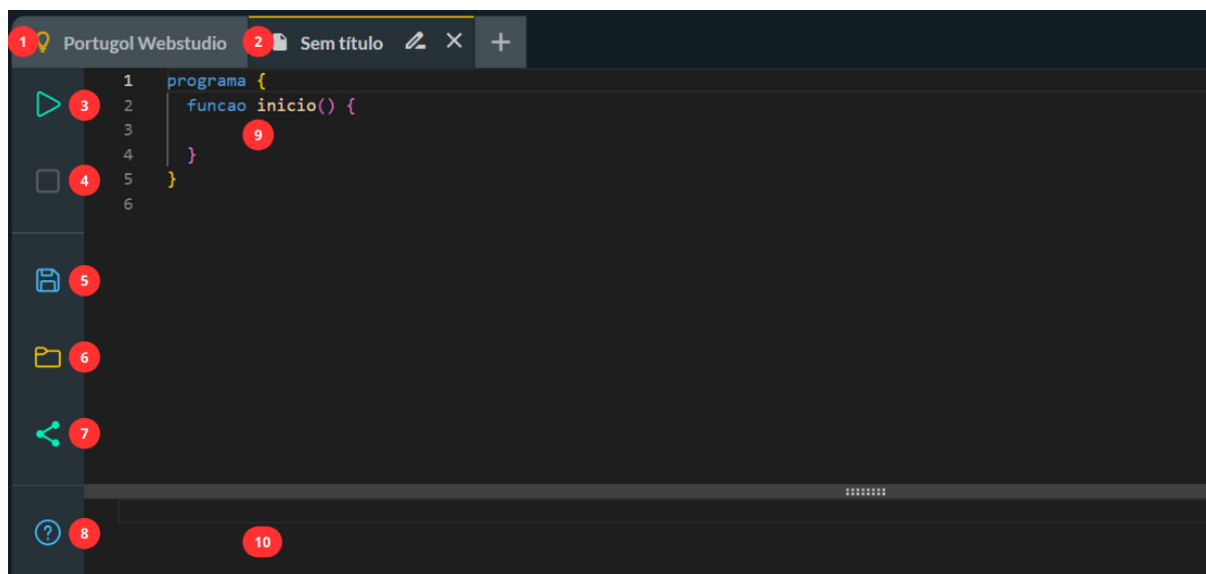 1 Portugol Webstudio 2 Sem título
3 1 programa {
2 funcao inicio() {
3 9
4 4 }
5 }
6
5
6
7
8 ?
10